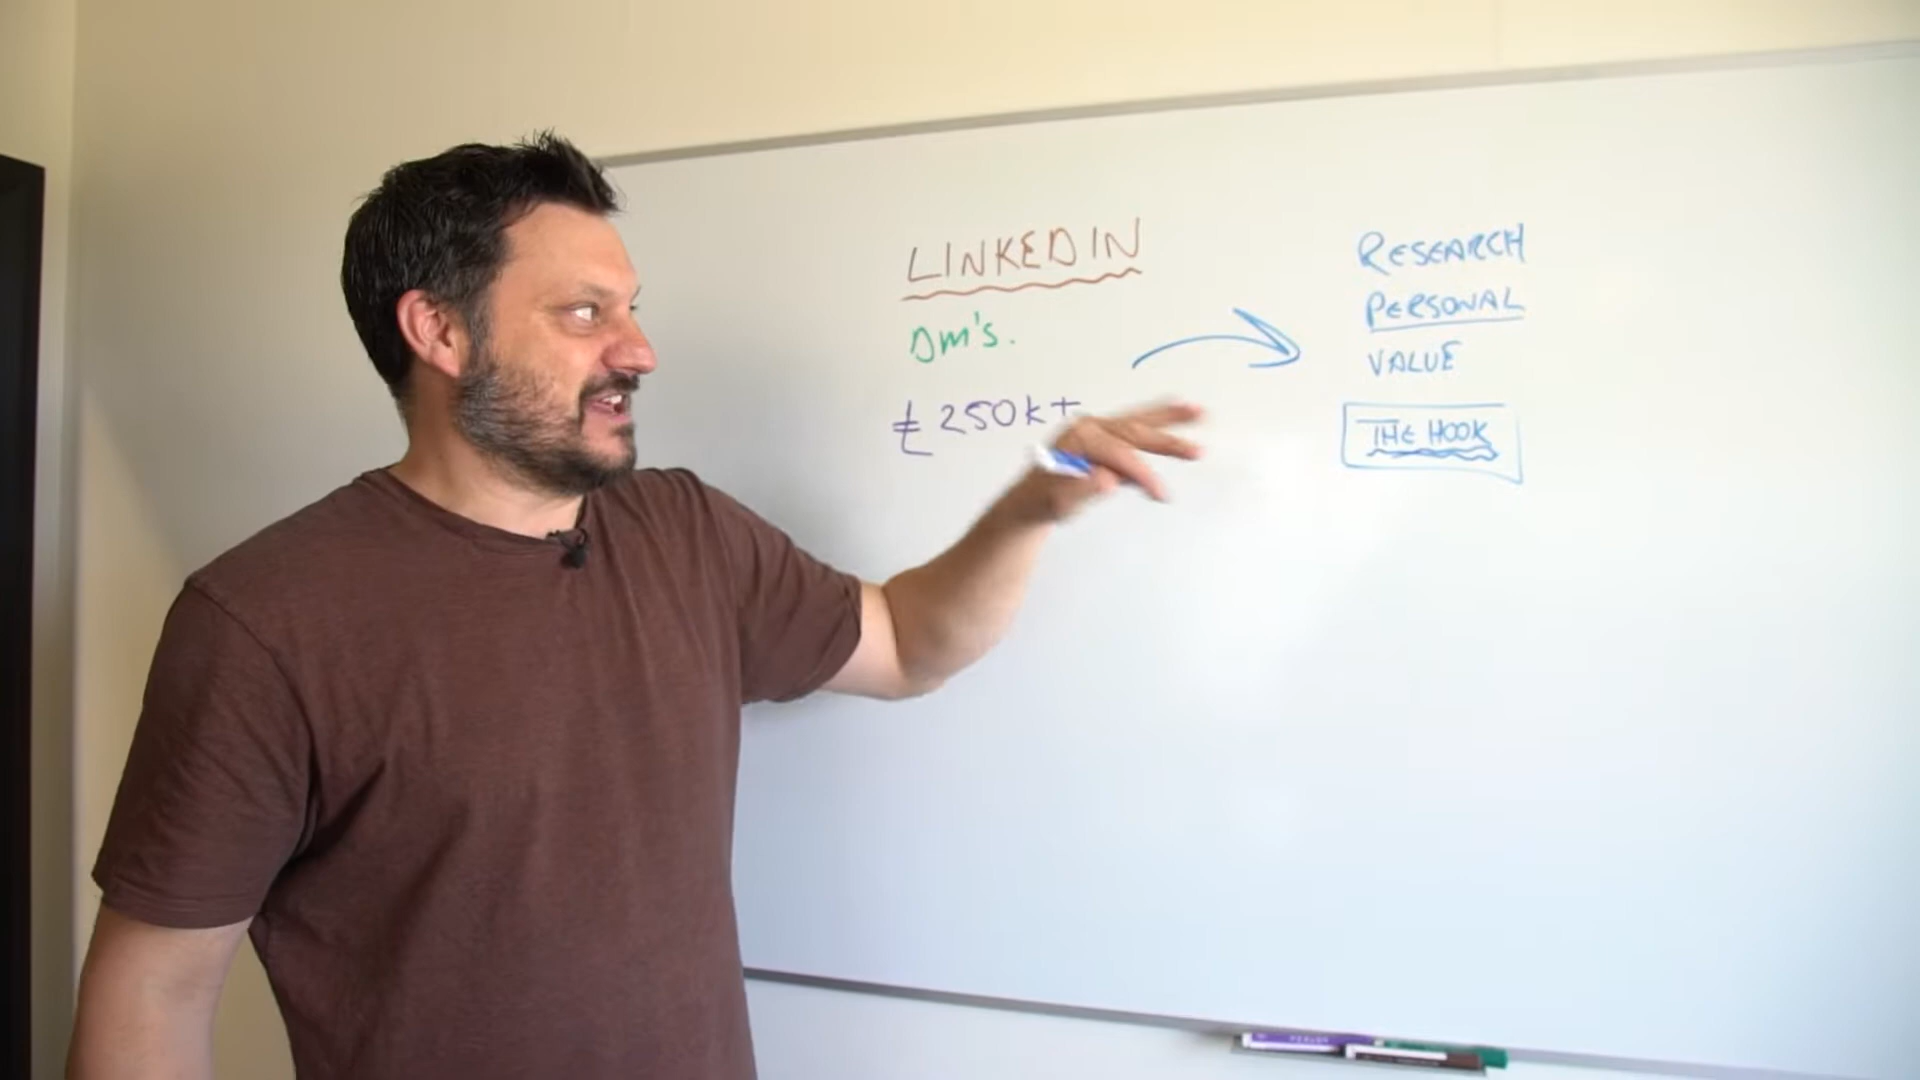 LINKEDIN
DM's.
£250k+
RESEARCH
PERSONAL
VALUE
THE HOOK